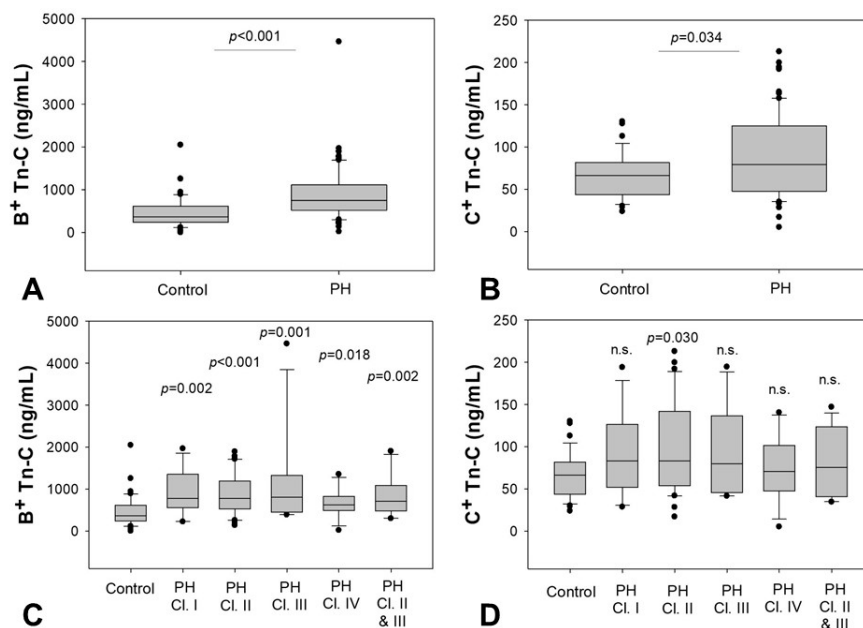 B+ Tn-C (ng/mL)
5000
4000
3000
2000
1000
0
p<0.001
Control
PH
A
C+ Tn-C (ng/mL)
250
200
150
100
50
0
p=0.034
Control
PH
B
B+ Tn-C (ng/mL)
5000
4000
3000
2000
1000
0
p=0.002
p<0.001
p=0.001
p=0.018
p=0.002
Control
PH
Cl. I
PH
Cl. II
PH
Cl. III
PH
Cl. IV
PH
Cl. II
& III
C
C+ Tn-C (ng/mL)
250
200
150
100
50
0
n.s.
p=0.030
n.s.
n.s.
n.s.
Control
PH
Cl. I
PH
Cl. II
PH
Cl. III
PH
Cl. IV
PH
Cl. II
& III
D